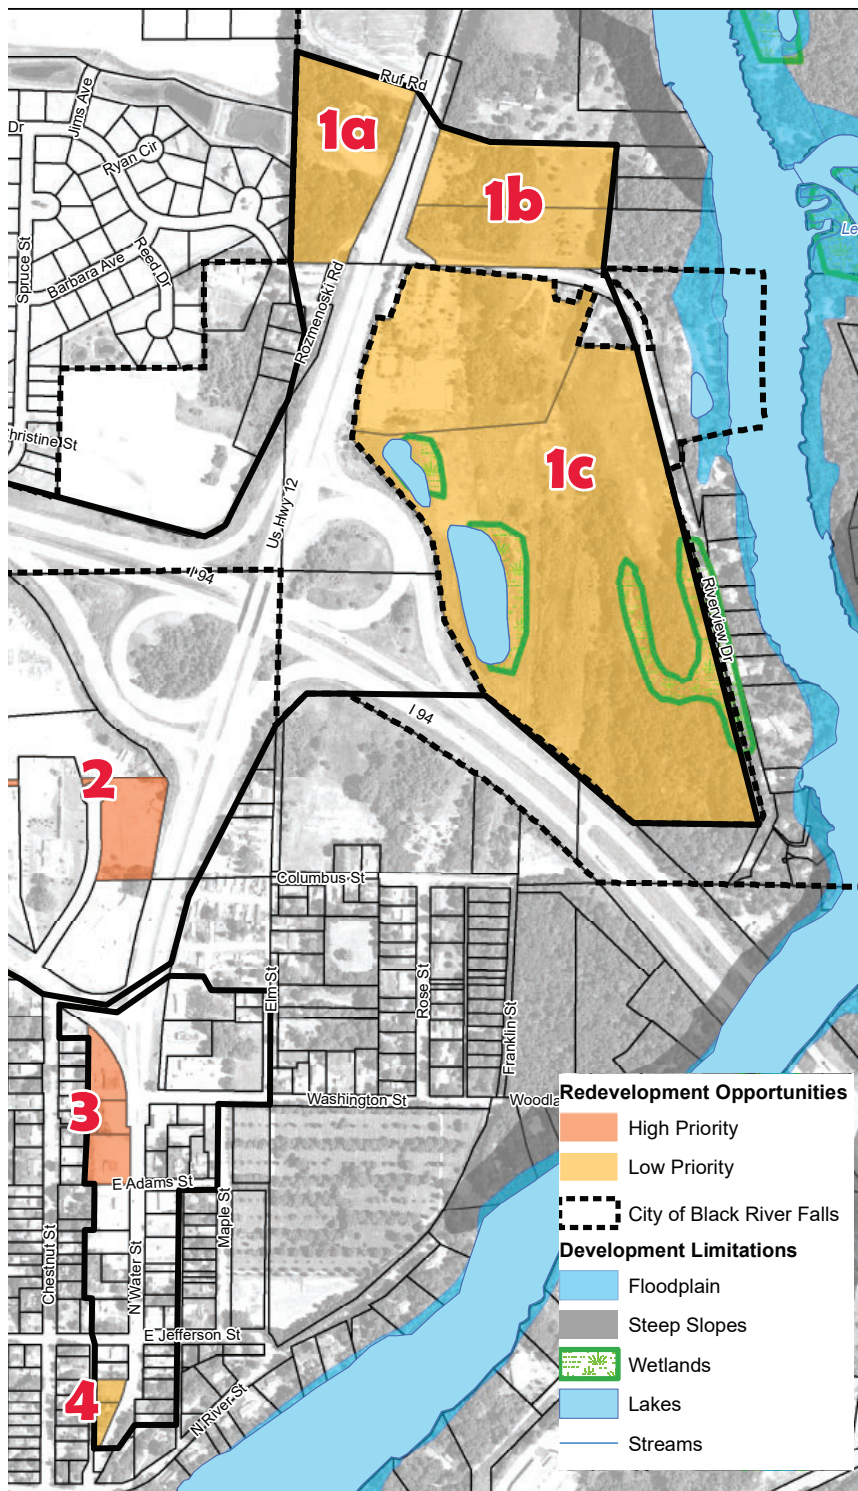 Ruf Rd
1a
Jims Ave
Dr
Ryan Cir
1b
Le
Reed Dr
Spruce St
Barbara Ave
Rozmenoski Rd
hristine St
1c
Us Hwy 12
I 94
Riverview Dr
I 94
2
Columbus St
Elm St
Rose St
Franklin St
3
Washington St
Woodla
E Adams St
Maple St
Chestnut St
N Water St
E Jefferson St
4
N River St
Redevelopment Opportunities
High Priority
Low Priority
City of Black River Falls
Development Limitations
Floodplain
Steep Slopes
Wetlands
Lakes
Streams